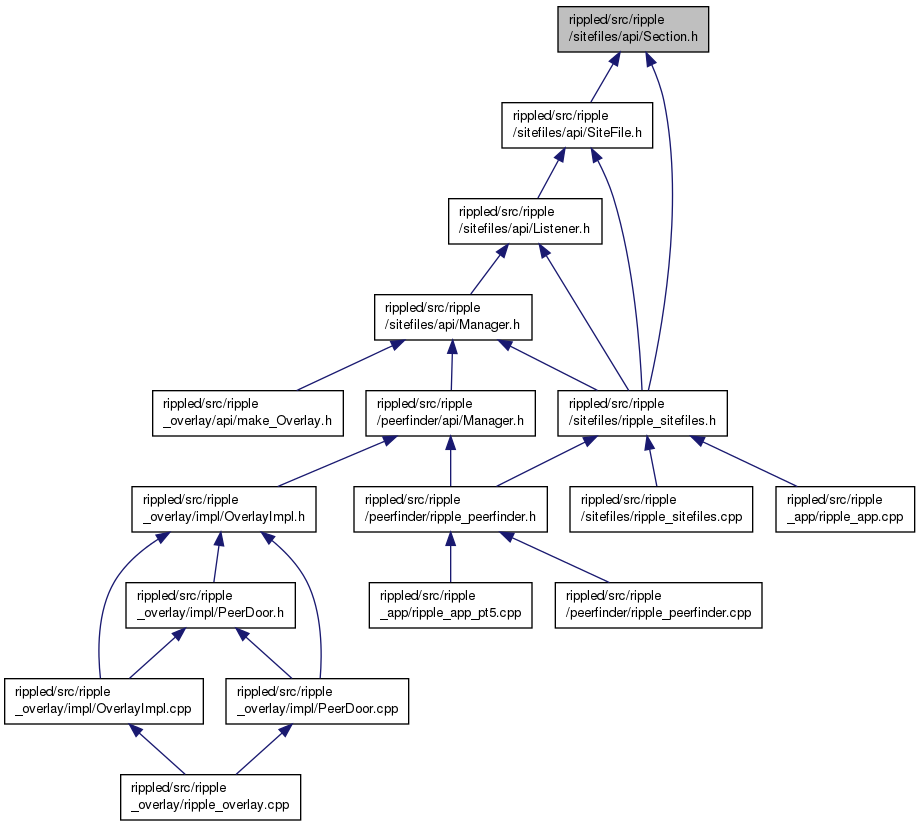 rippled/src/ripple
/sitefiles/api/Section.h
rippled/src/ripple
/sitefiles/api/SiteFile.h
rippled/src/ripple
/sitefiles/api/Listener.h
rippled/src/ripple
/sitefiles/api/Manager.h
rippled/src/ripple
_overlay/api/make_Overlay.h
rippled/src/ripple
/peerfinder/api/Manager.h
rippled/src/ripple
/sitefiles/ripple_sitefiles.h
rippled/src/ripple
_overlay/impl/OverlayImpl.h
rippled/src/ripple
/peerfinder/ripple_peerfinder.h
rippled/src/ripple
/sitefiles/ripple_sitefiles.cpp
rippled/src/ripple
_app/ripple_app.cpp
rippled/src/ripple
_overlay/impl/PeerDoor.h
rippled/src/ripple
_app/ripple_app_pt5.cpp
rippled/src/ripple
/peerfinder/ripple_peerfinder.cpp
rippled/src/ripple
_overlay/impl/OverlayImpl.cpp
rippled/src/ripple
_overlay/impl/PeerDoor.cpp
rippled/src/ripple
_overlay/ripple_overlay.cpp